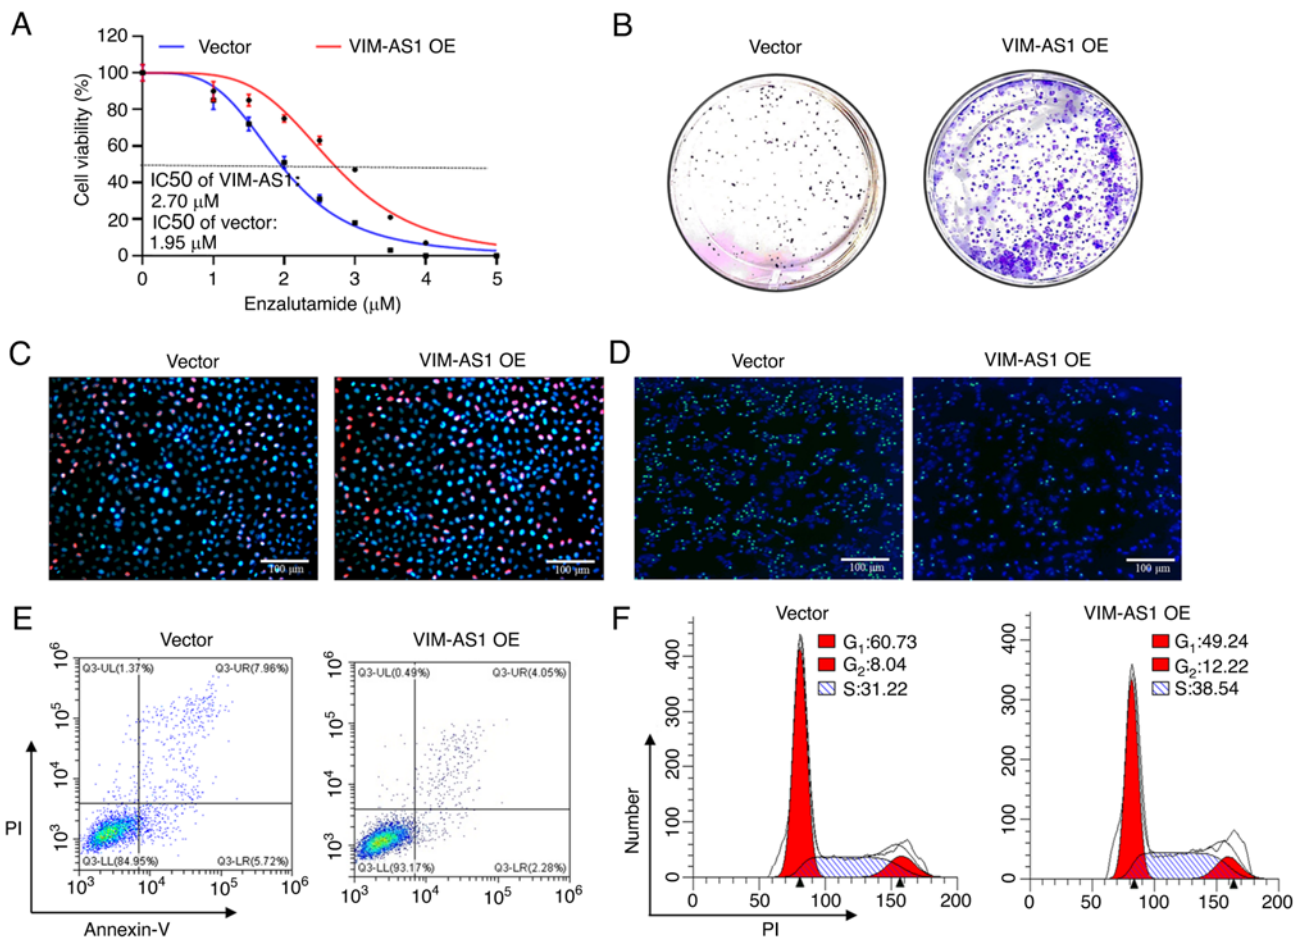 A
Vector
VIM-AS1 OE
120
100
80
60
40
20
0
Cell viability (%)
IC50 of VIM-AS1:
2.70 μM
IC50 of vector:
1.95 μM
0 1 2 3 4 5
Enzalutamide (μM)
B
Vector
VIM-AS1 OE
C
Vector
VIM-AS1 OE
100 μm
100 μm
D
Vector
VIM-AS1 OE
100 μm
100 μm
E
Vector
Q3-UL(1.37%)
Q3-UR(7.96%)
Q3-LL(84.95%)
Q3-LR(5.72%)
10⁶
10⁵
10⁴
10³
10³ 10⁴ 10⁵ 10⁶
PI
Annexin-V
VIM-AS1 OE
Q3-UL(0.49%)
Q3-UR(4.05%)
Q3-LL(93.17%)
Q3-LR(2.28%)
10⁶
10⁵
10⁴
10³
10³ 10⁴ 10⁵ 10⁶
F
Vector
G₁:60.73
G₂:8.04
S:31.22
400
300
200
100
0
0 50 100 150 200
Number
PI
VIM-AS1 OE
G₁:49.24
G₂:12.22
S:38.54
400
300
200
100
0
0 50 100 150 200